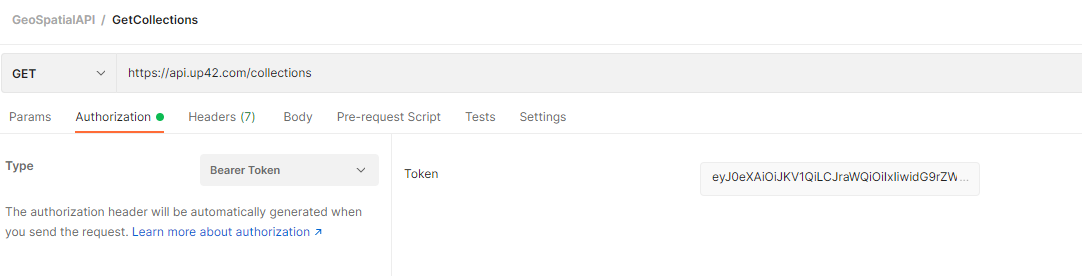 GeoSpatialAPI / GetCollections
GET https://api.up42.com/collections
Params Authorization Headers (7) Body Pre-request Script Tests Settings
Type Bearer Token Token eyJ0eXAiOiJKV1QiLCJraWQiOiIxIiwidG9rZW...
The authorization header will be automatically generated when
you send the request. Learn more about authorization ↗